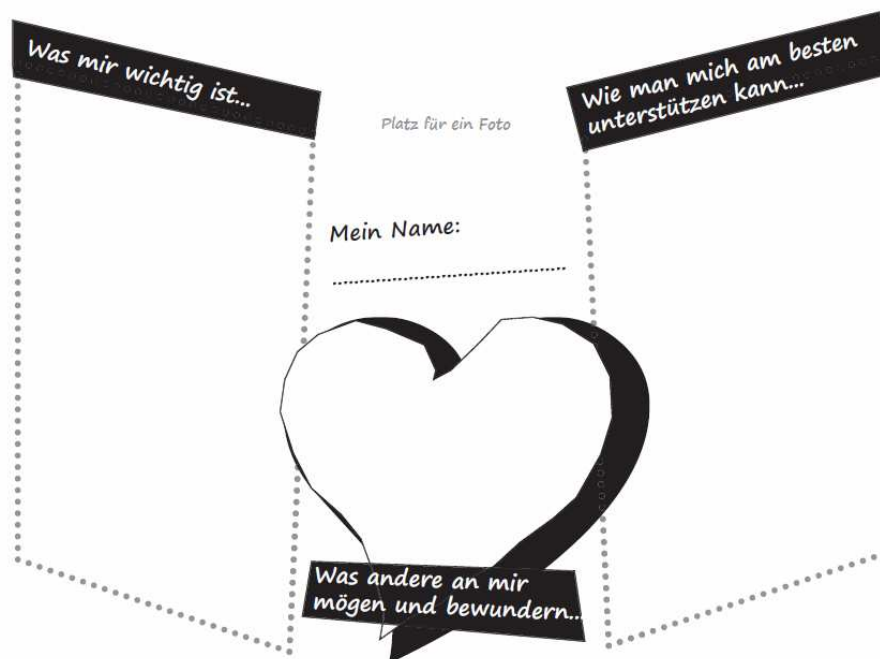 Was mir wichtig ist...
Platz für ein Foto
Mein Name:
Wie man mich am besten
unterstützen kann...
Was andere an mir
mögen und bewundern...